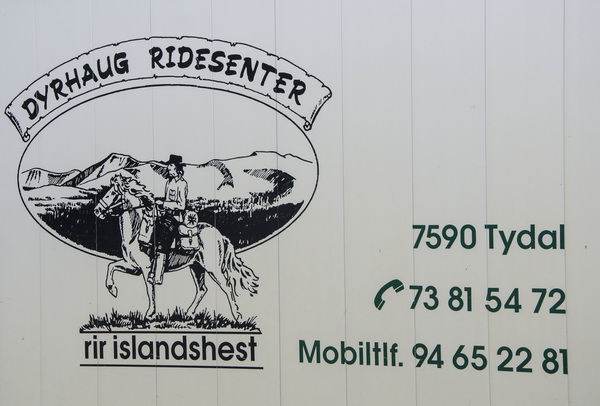 DYRHAUG RIDESENTER
7590 Tydal
73 81 54 72
rir islandshest
Mobiltlf. 94 65 22 81